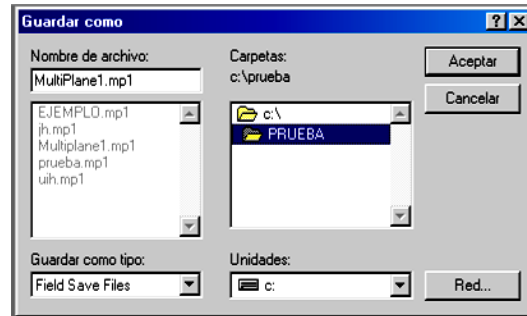 Guardar como
Nombre de archivo:
MultiPlane1.mp1
EJEMPLO.mp1
jh.mp1
Multiplane1.mp1
prueba.mp1
uih.mp1
Guardar como tipo:
Field Save Files
Carpetas:
c:\prueba
c:\
PRUEBA
Unidades:
c:
Aceptar
Cancelar
Red...